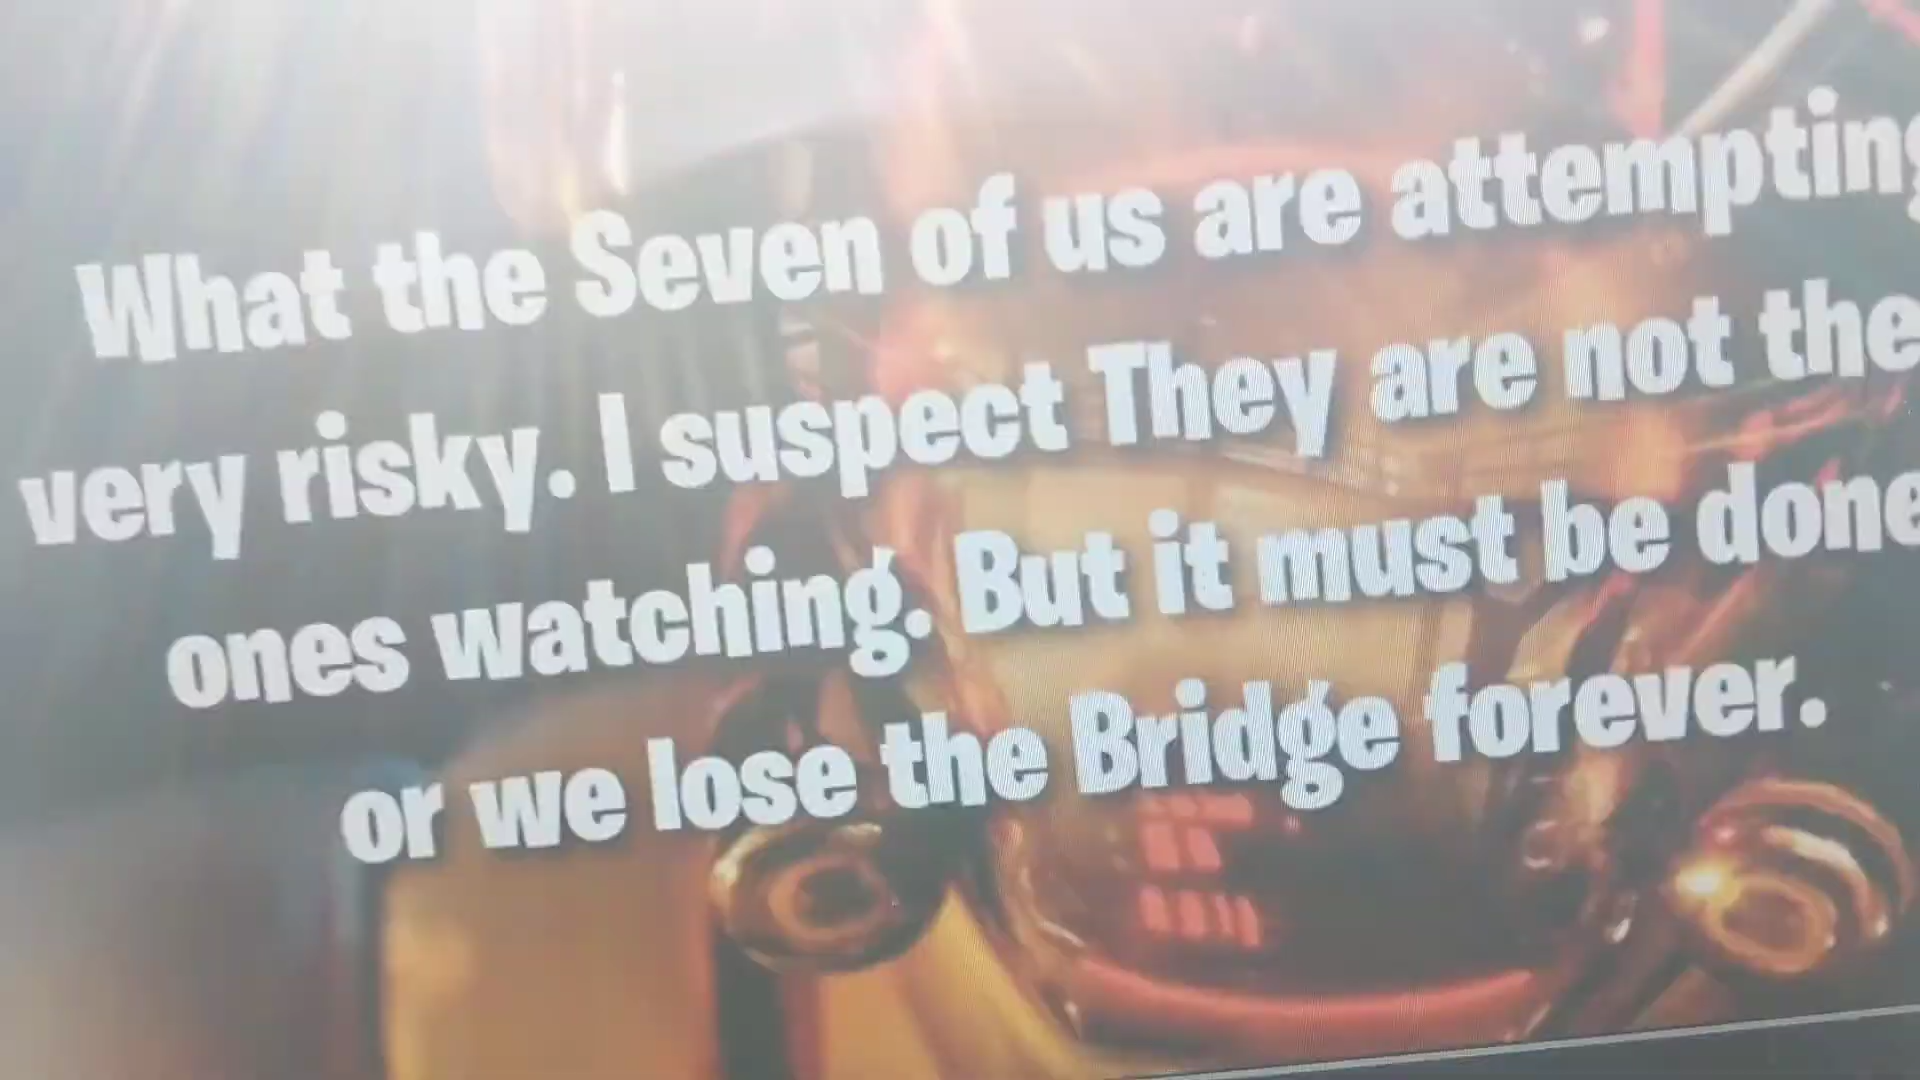 What the Seven of us are attempting
very risky. I suspect They are not the
ones watching. But it must be done
or we lose the Bridge forever.